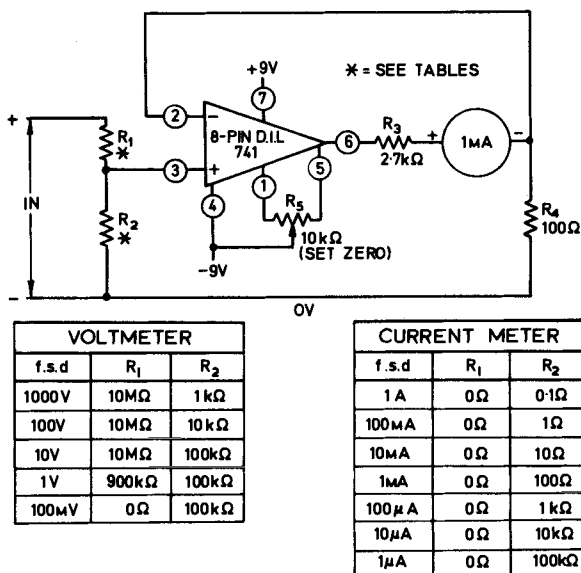 +9V
* = SEE TABLES
7
2
-
8-PIN D.I.L
741
6
R3
+
1MA
-
2.7kΩ
+
R1
*
3
+
5
4
1
R5
IN
R2
*
10kΩ
(SET ZERO)
R4
100Ω
-9V
-
0V
VOLTMETER
f.s.d R1 R2
1000V 10MΩ 1kΩ
100V 10MΩ 10kΩ
10V 10MΩ 100kΩ
1V 900kΩ 100kΩ
100MV 0Ω 100kΩ
CURRENT METER
f.s.d R1 R2
1A 0Ω 0·1Ω
100MA 0Ω 1Ω
10MA 0Ω 10Ω
1MA 0Ω 100Ω
100µA 0Ω 1kΩ
10µA 0Ω 10kΩ
1µA 0Ω 100kΩ